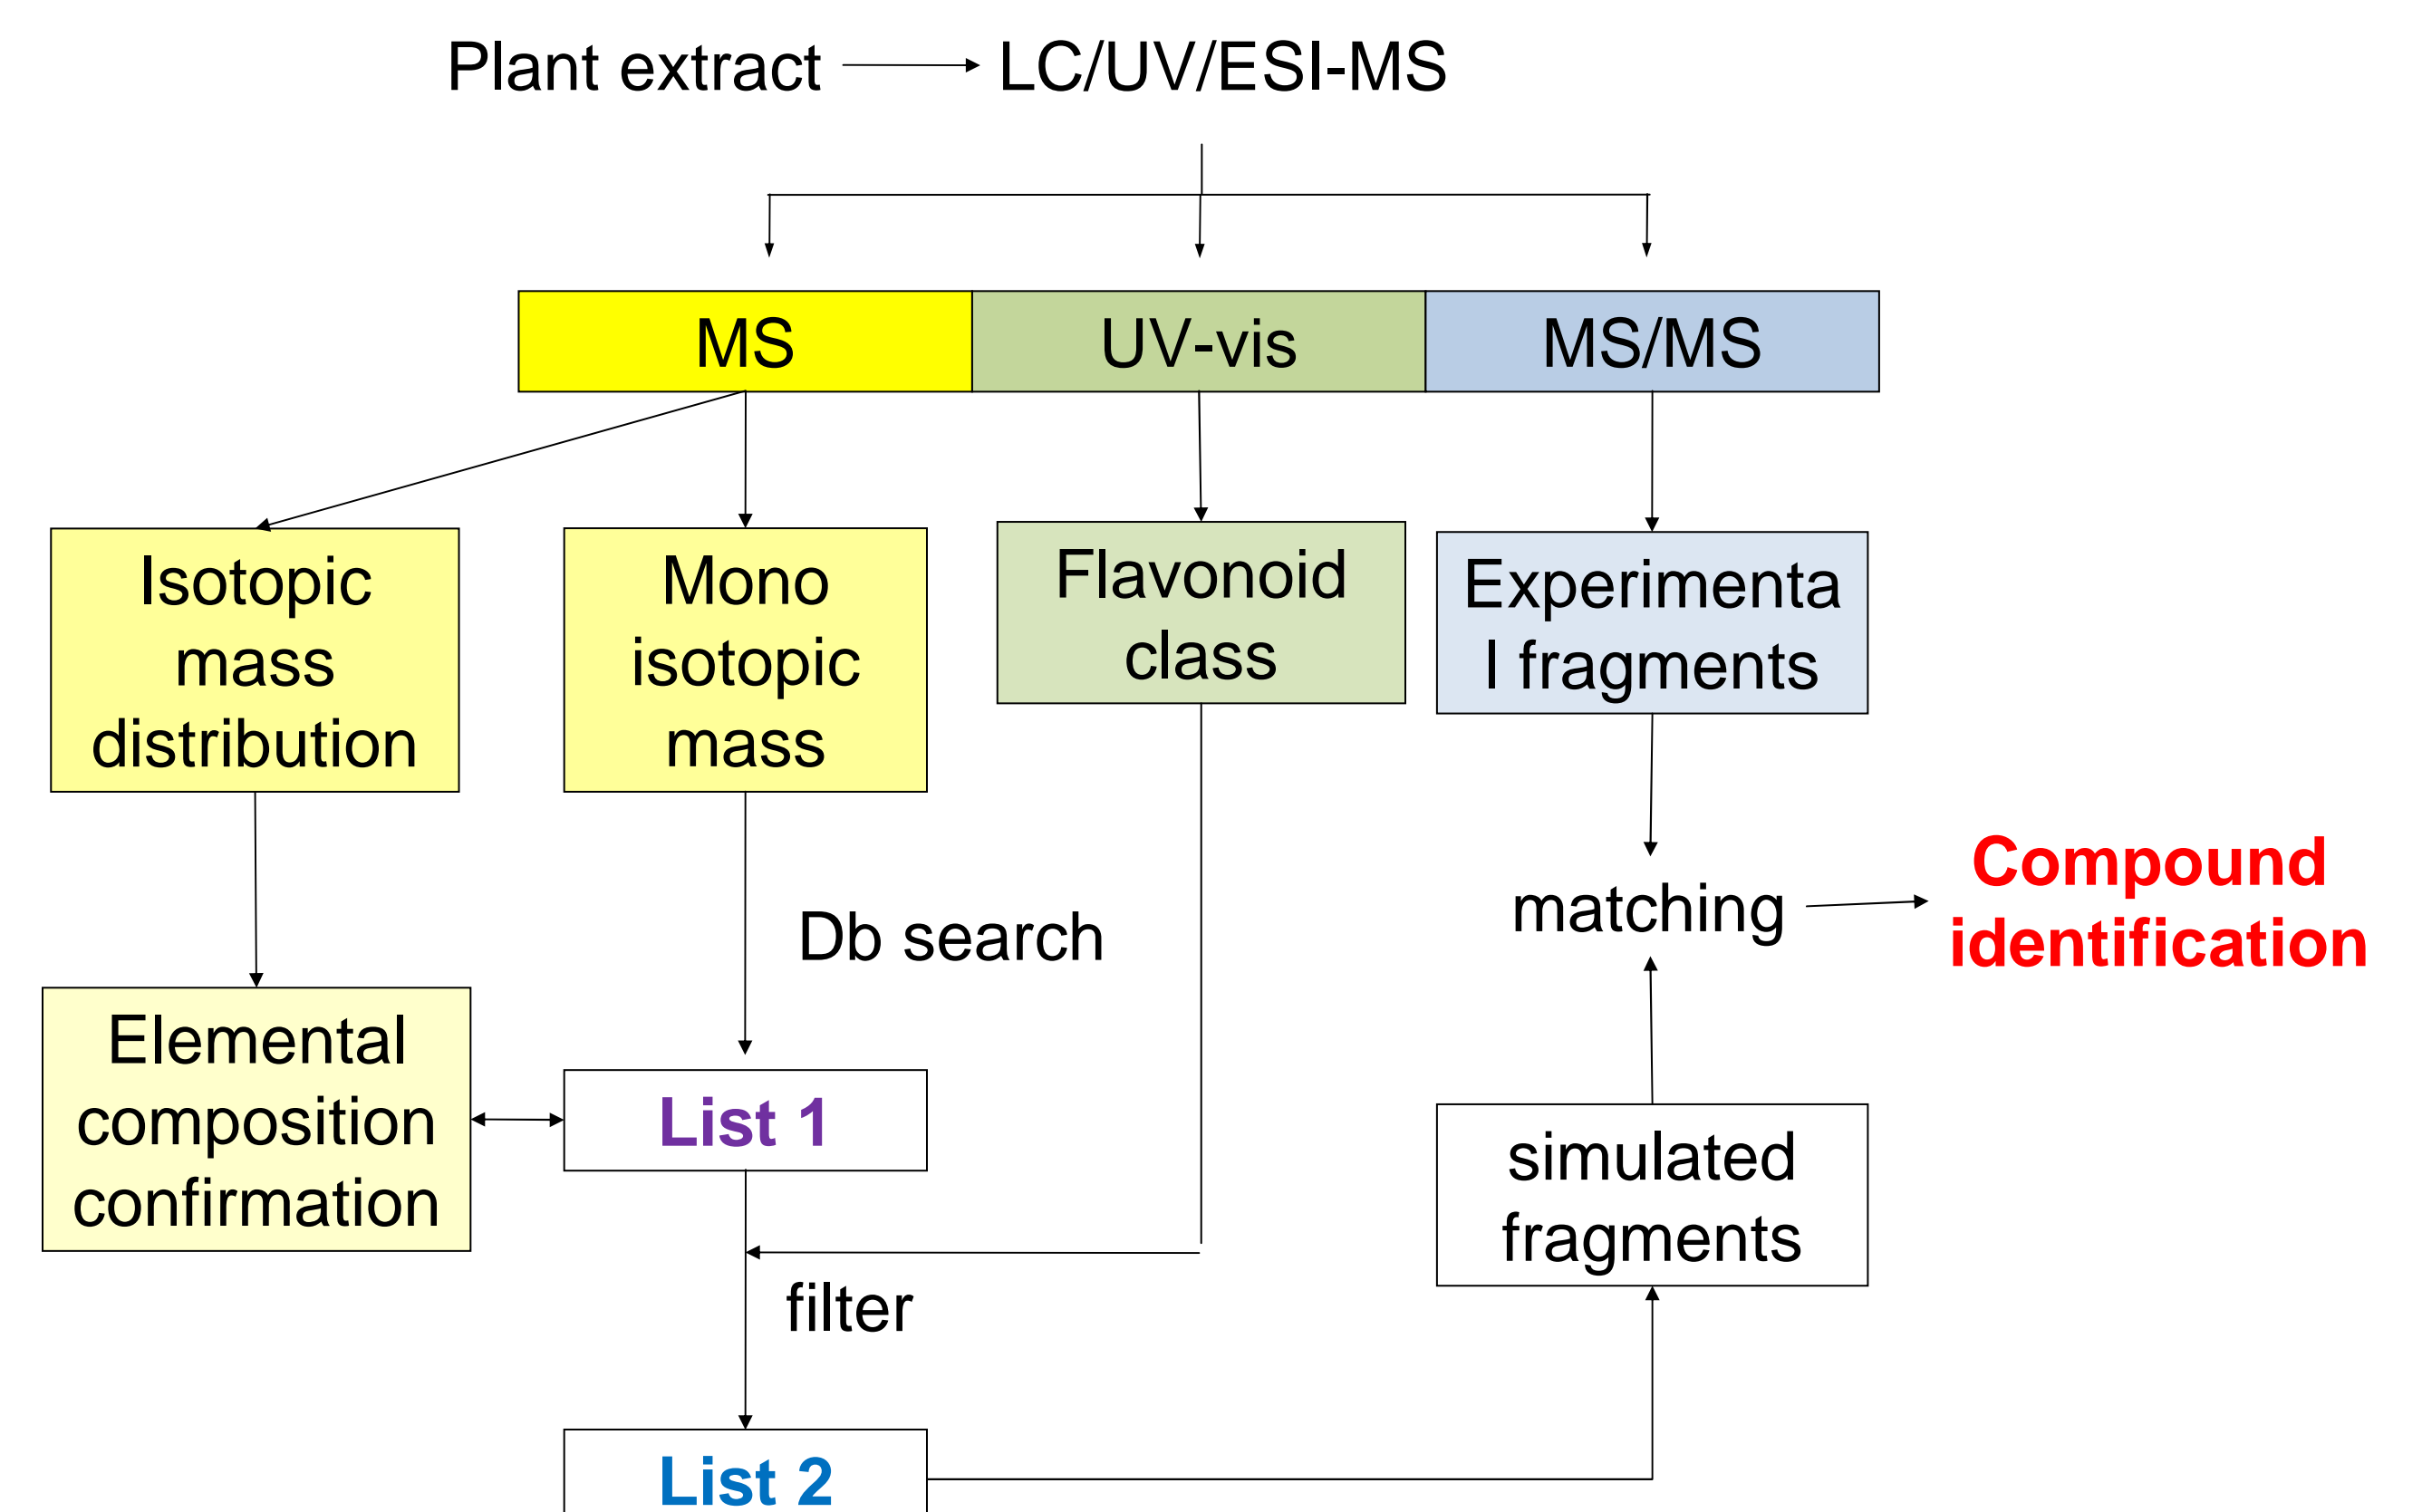 Plant extract
LC/UV/ESI-MS
MS
UV-vis
MS/MS
Isotopic
mass
distribution
Mono
isotopic
mass
Flavonoid
class
Experimenta
l fragments
Db search
matching
Compound
identification
Elemental
composition
confirmation
List 1
simulated
fragments
filter
List 2